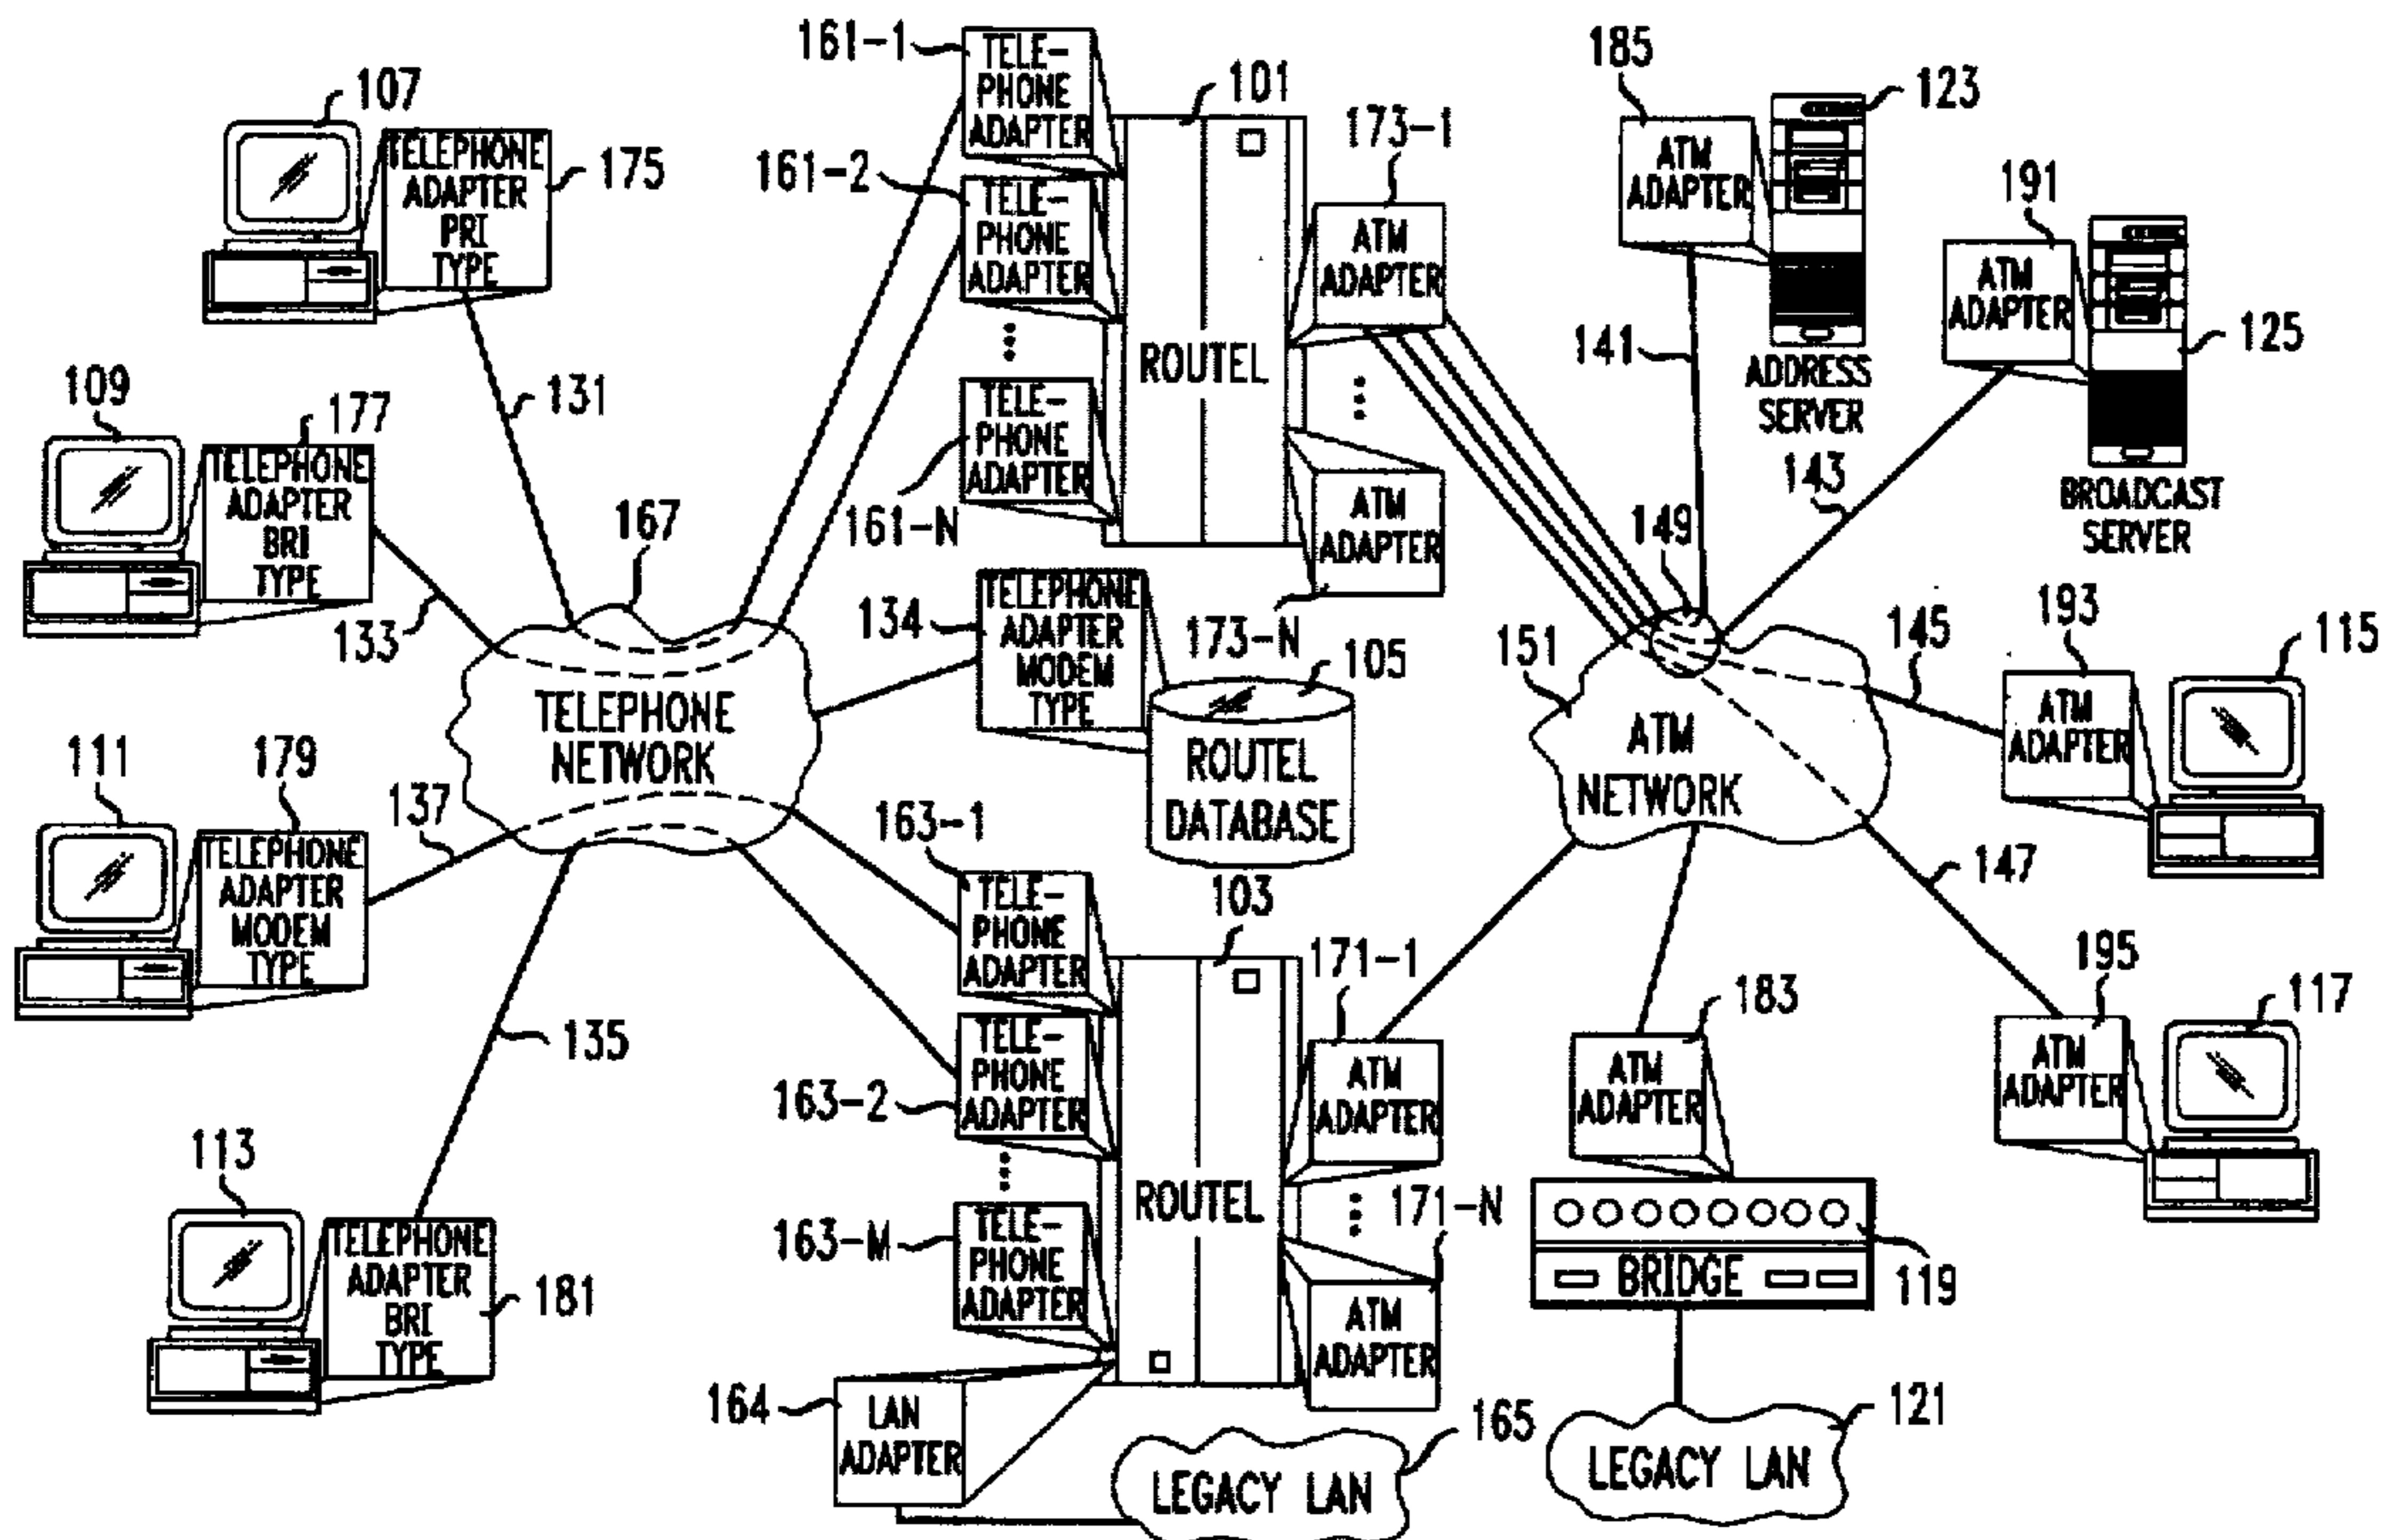 161-1
TELE-
PHONE
ADAPTER
101
185
123
107
TELEPHONE
ADAPTER
PRI
TYPE
175
161-2
TELE-
PHONE
ADAPTER
173-1
ATM
ADAPTER
ATM
ADAPTER
191
ATM
ADAPTER
125
141
ADDRESS
SERVER
109
177
131
ROUTEL
TELEPHONE
ADAPTER
BRI
TYPE
TELE-
PHONE
ADAPTER
161-N
ATM
ADAPTER
143
BROADCAST
SERVER
149
133
167
134
TELEPHONE
ADAPTER
MODEM
TYPE
173-N
105
151
145
193
115
ATM
ADAPTER
TELEPHONE
NETWORK
ROUTEL
DATABASE
ATM
NETWORK
111
179
137
TELEPHONE
ADAPTER
MODEM
TYPE
163-1
TELE-
PHONE
ADAPTER
103
147
171-1
183
195
117
ATM
ADAPTER
135
163-2
TELE-
PHONE
ADAPTER
ATM
ADAPTER
ATM
ADAPTER
113
TELEPHONE
ADAPTER
BRI
TYPE
181
163-M
TELE-
PHONE
ADAPTER
ROUTEL
171-N
ATM
ADAPTER
BRIDGE
119
164
LAN
ADAPTER
165
LEGACY LAN
121
LEGACY LAN